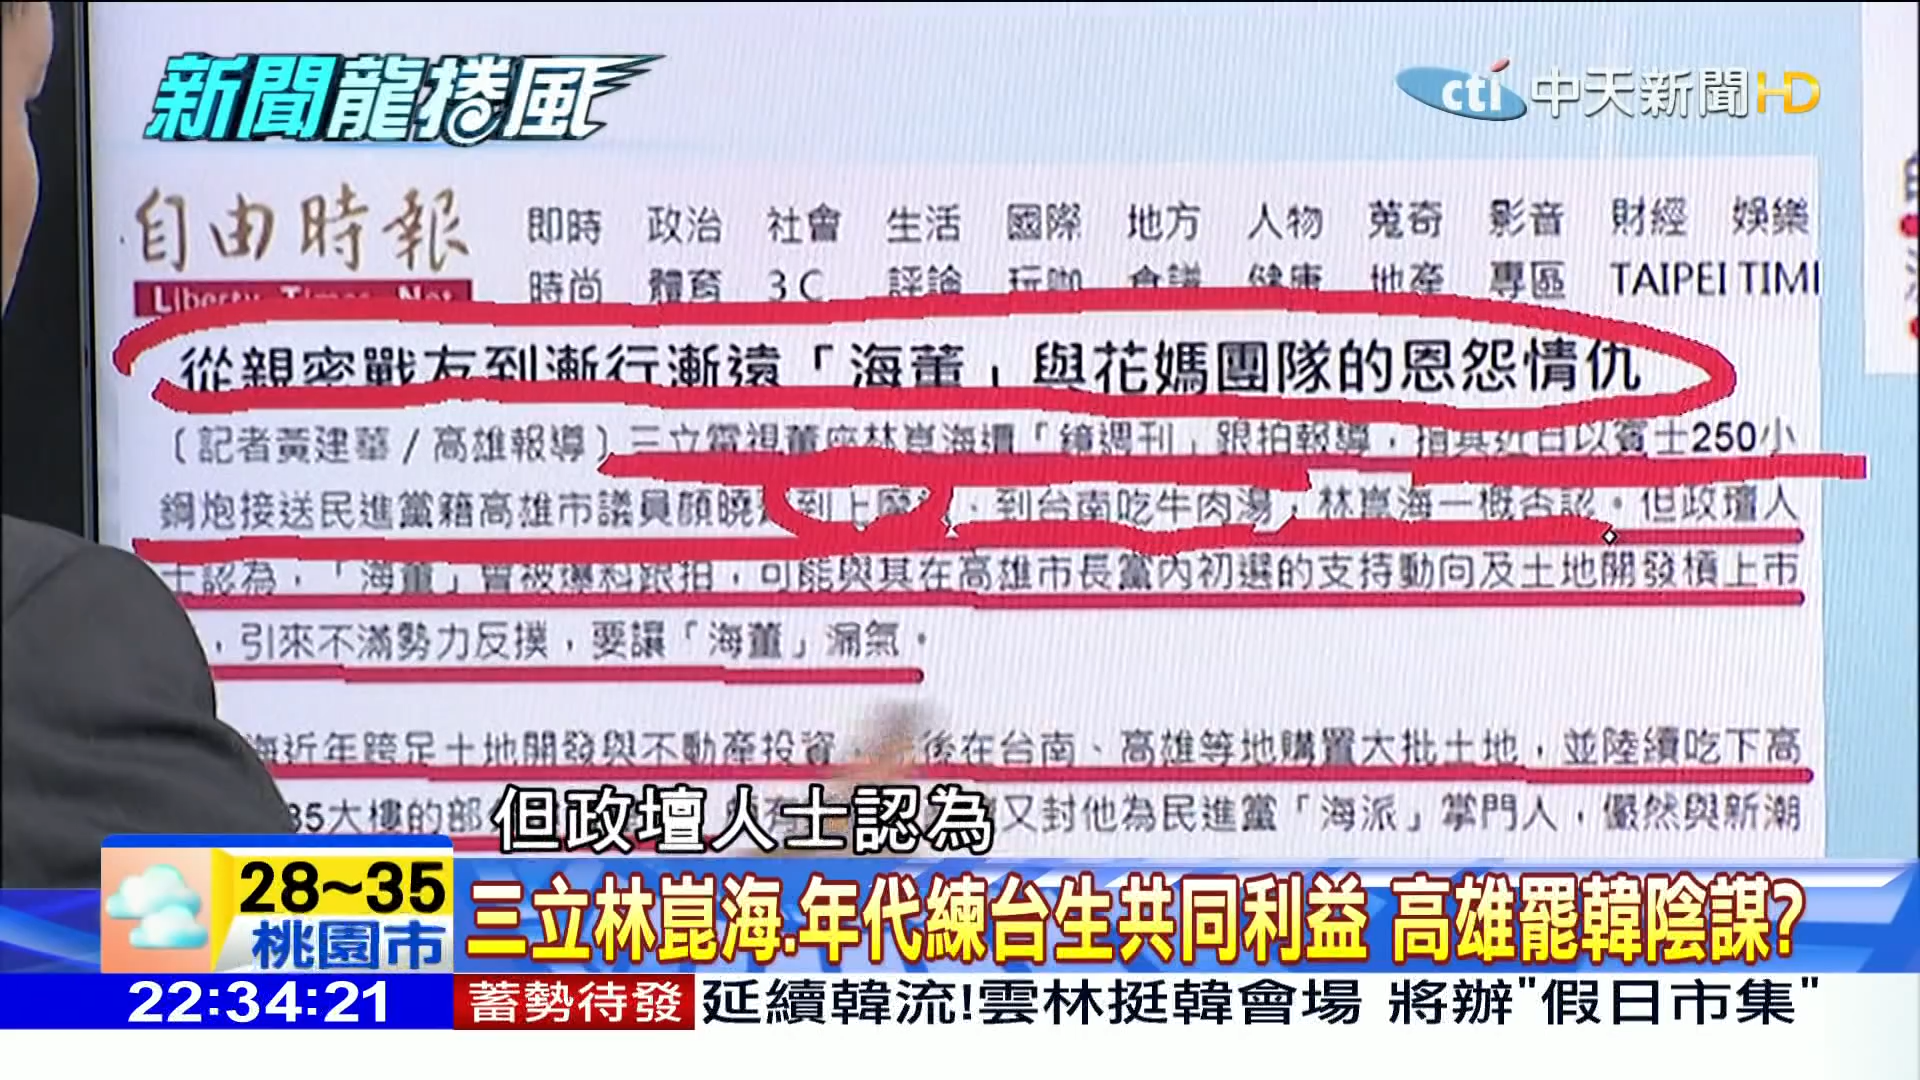 新聞龍捲風
cti 中天新聞HD
自由時報
即時 政治 社會 生活 國際 地方 人物 蒐奇 影音 財經 娛樂
Liberty Times Net
時尚 體育 3C 評論 玩咖 食譜 健康 地產 專區 TAIPEI TIM
從親密戰友到漸行漸遠「海董」與花媽團隊的恩怨情仇
〔記者黃建華/高雄報導〕三立電視董座林崑海遭「鏡週刊」跟拍報導,指其近日以賓士250小
鋼炮接送民進黨籍高雄市議員顏曉 到上摩 、到台南吃牛肉湯,林崑海一概否認。但政壇人
士認為,「海董」曾被爆料跟拍,可能與其在高雄市長黨內初選的支持動向及土地開發槓上市
,引來不滿勢力反撲,要讓「海董」漏氣。
海近年跨足土地開發與不動產投資, 後在台南、高雄等地購置大批土地,並陸續吃下高
85大樓的部 又封他為民進黨「海派」掌門人,儼然與新潮
但政壇人士認為
28~35
桃園市
三立林崑海.年代練台生共同利益 高雄罷韓陰謀?
22:34:21
蓄勢待發 延續韓流!雲林挺韓會場 將辦"假日市集"